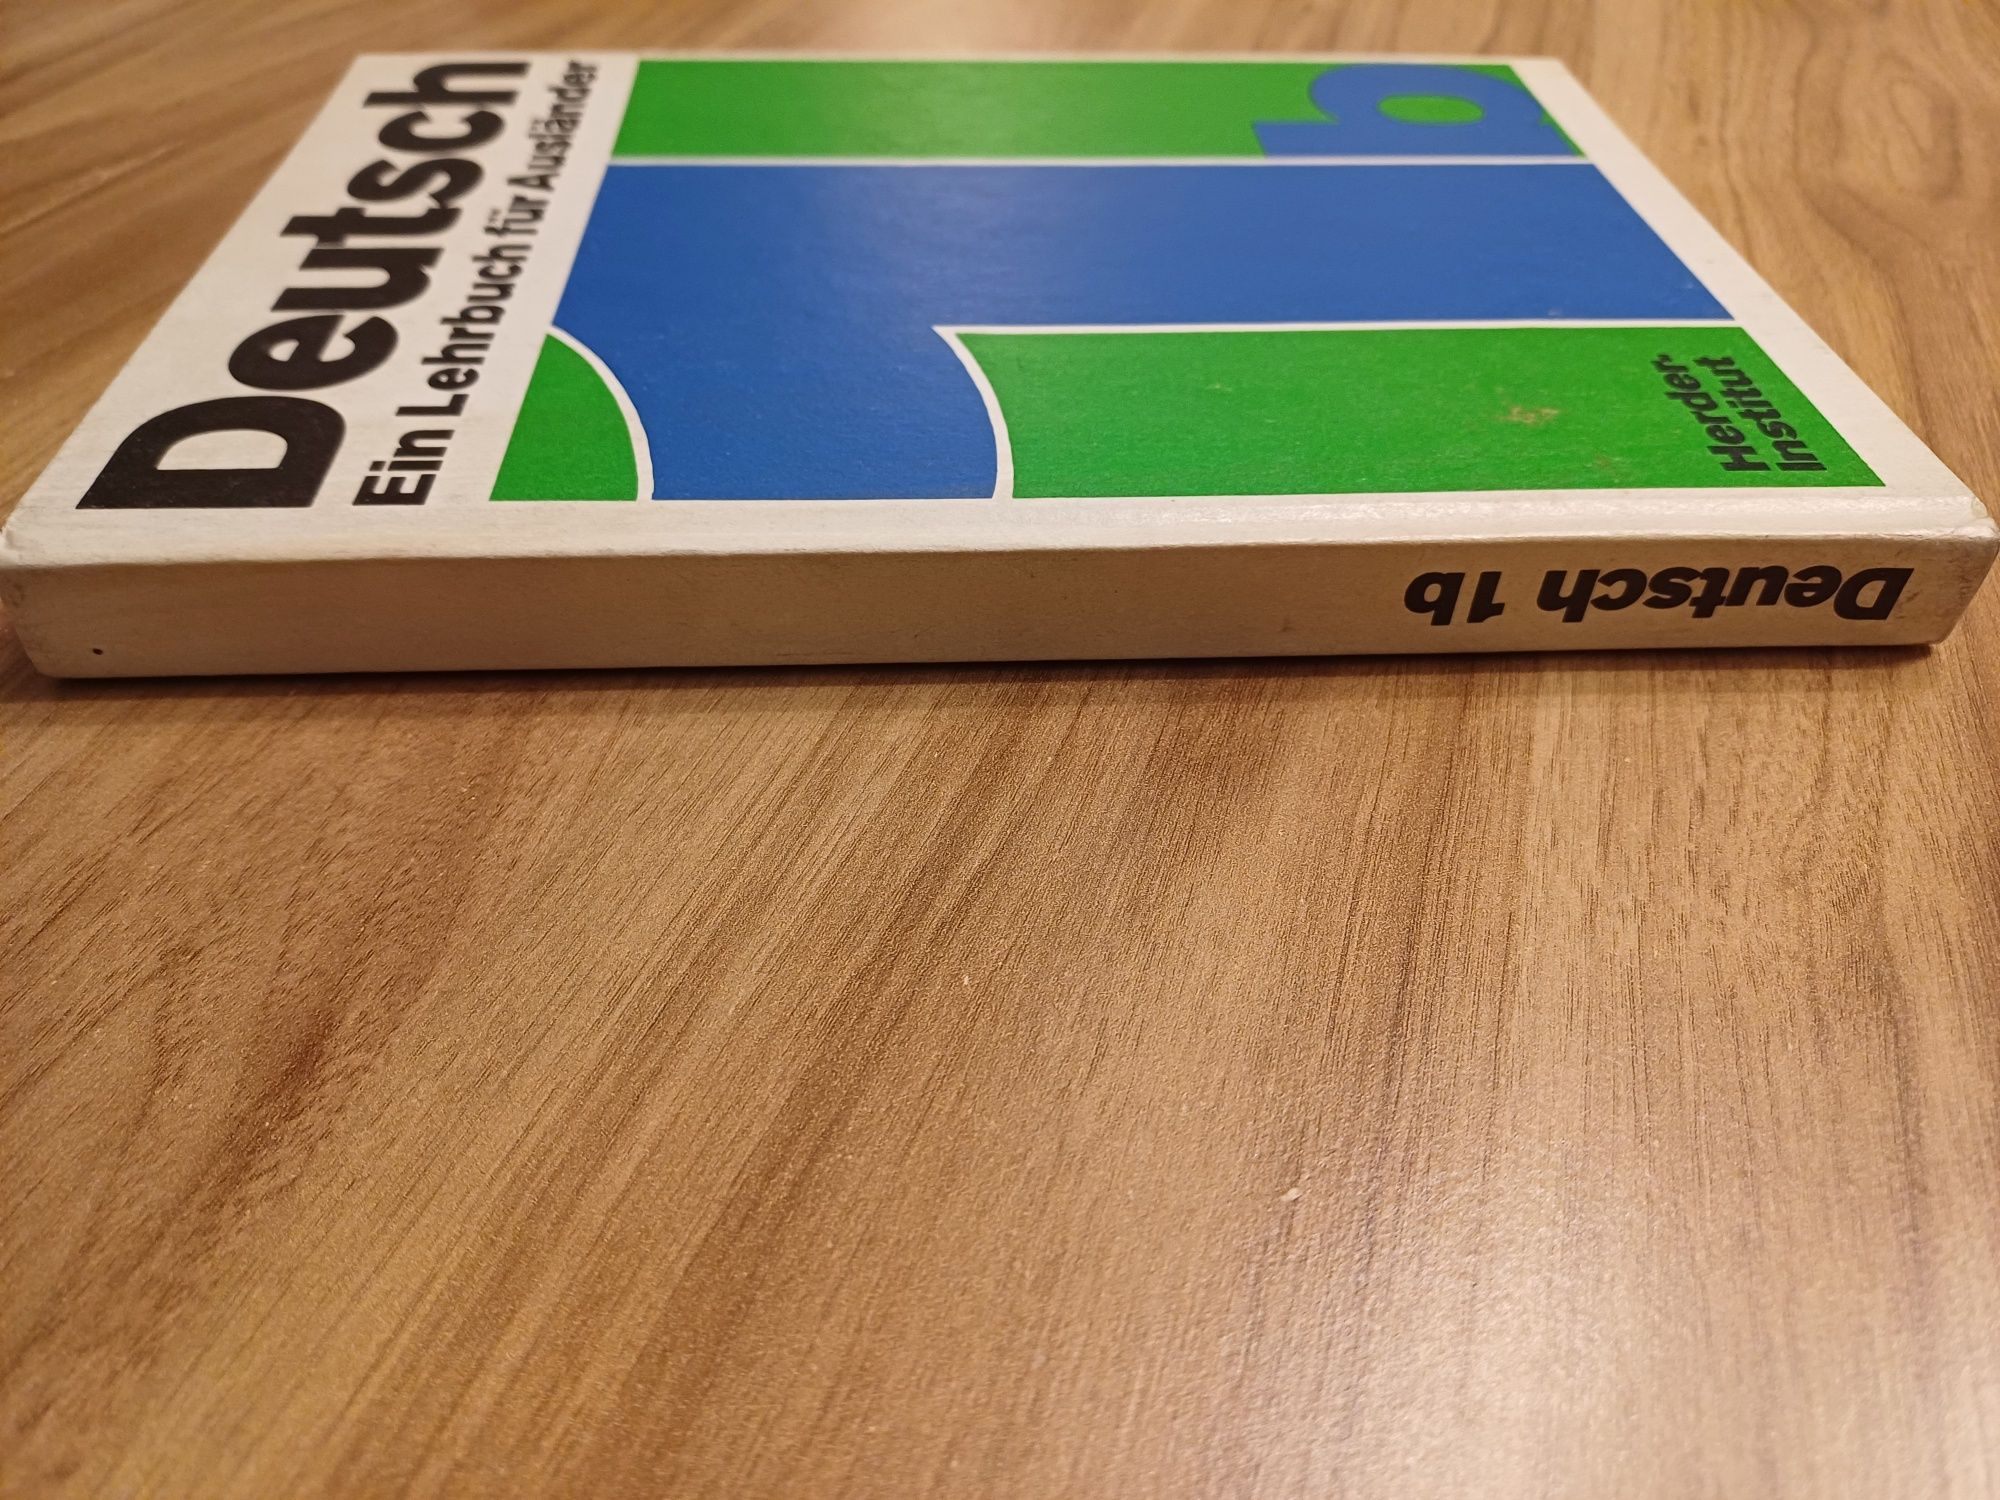 Deutsch
Ein Lehrbuch für Ausländer
1b
Herder-
Institut
Deutsch 1b